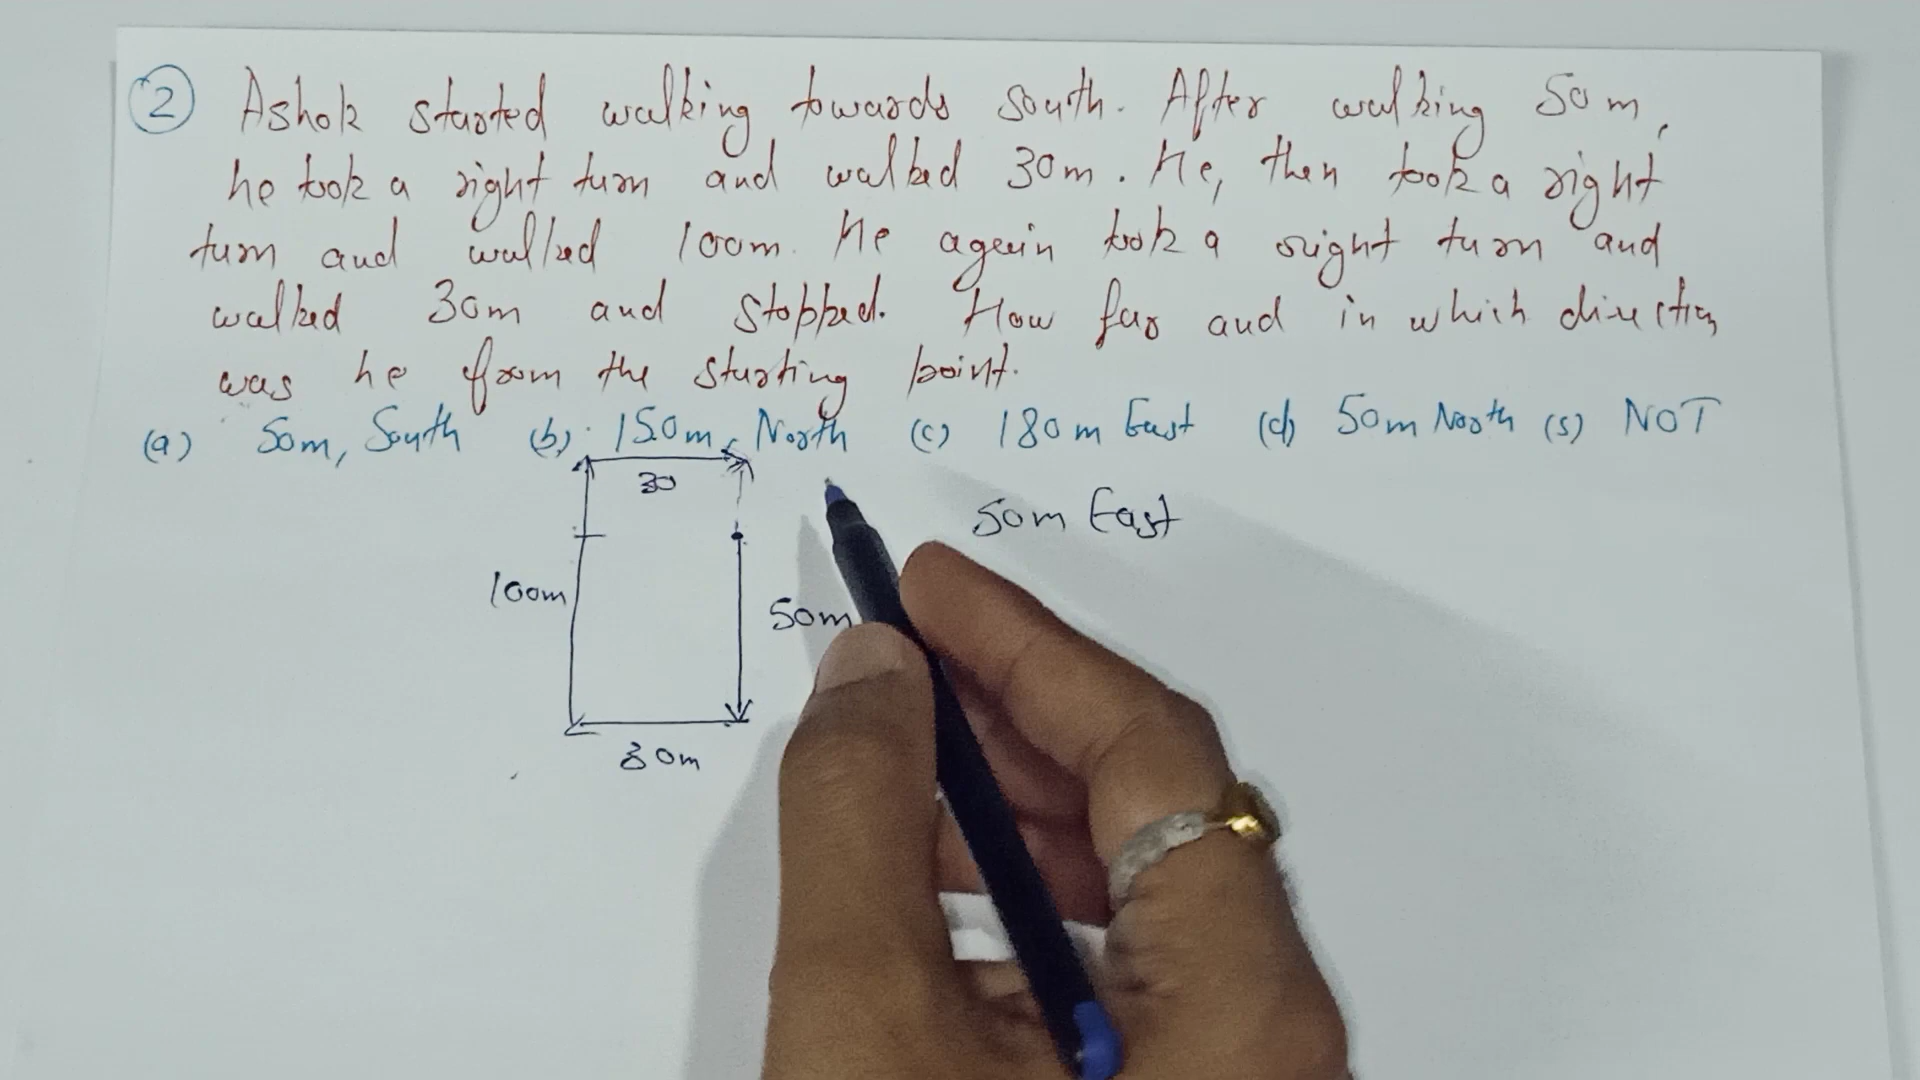 2 Ashok started walking towards south. After walking 50m,
he took a right turn and walked 30m. He, then took a right
turn and walked 100m. He again took a right turn and
walked 30m and stopped. How far and in which direction
was he from the starting point.
(a) 50m, South (b) 150m, North (c) 180m East (d) 50m North (s) NOT
30
50m East
100m
50m
30m